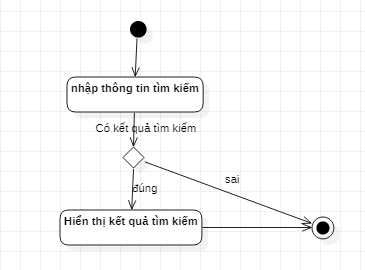 nhập thông tin tìm kiếm
Có kết quả tìm kiếm
sai
đúng
Hiển thị kết quả tìm kiếm